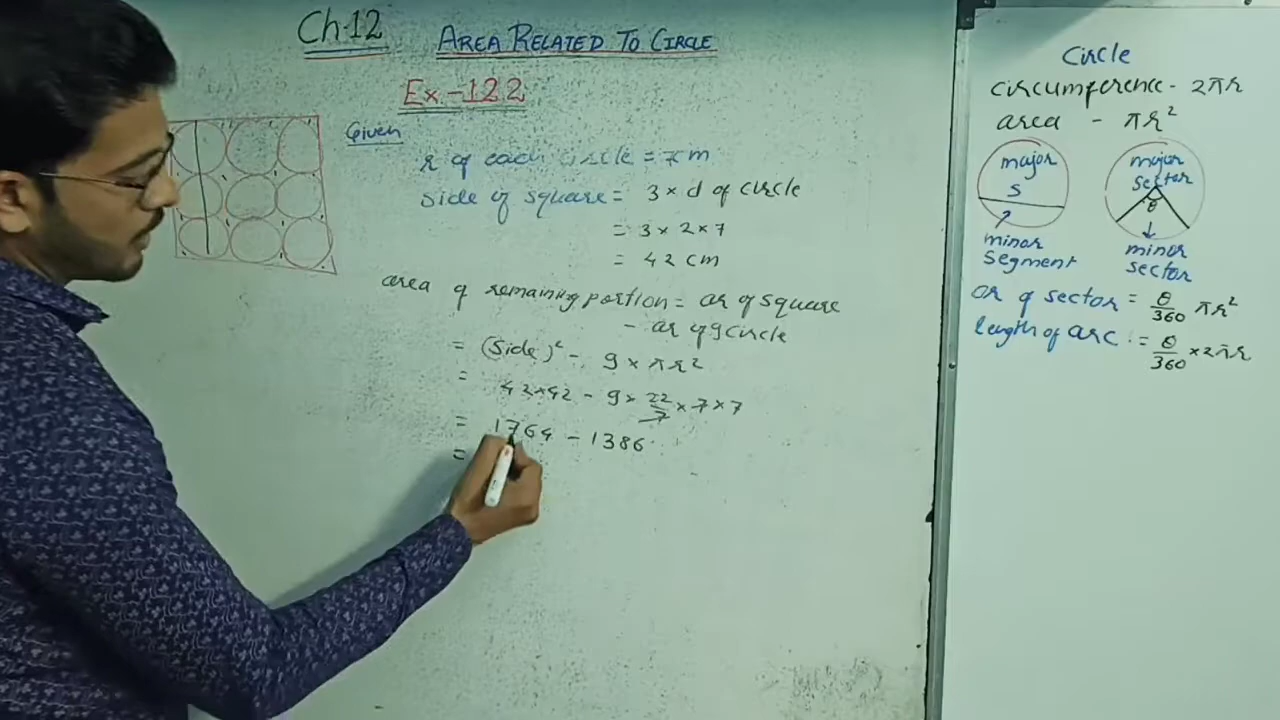 Ch-12
AREA RELATED TO CIRCLE
Ex-12.2
Given
r of each circle = 7 m
side of square = 3 × d of circle
= 3 × 2 × 7
= 42 cm
area of remaining portion = ar of square
- ar of 9 circle
= (side)² - 9 × πr²
= 42×42 - 9 × 22/7 × 7 × 7
= 1764 - 1386
=
Circle
circumference - 2πr
area - πr²
major
S
minor
segment
major
sector
θ
minor
sector
ar of sector = θ/360 πr²
length of arc = θ/360 × 2πr